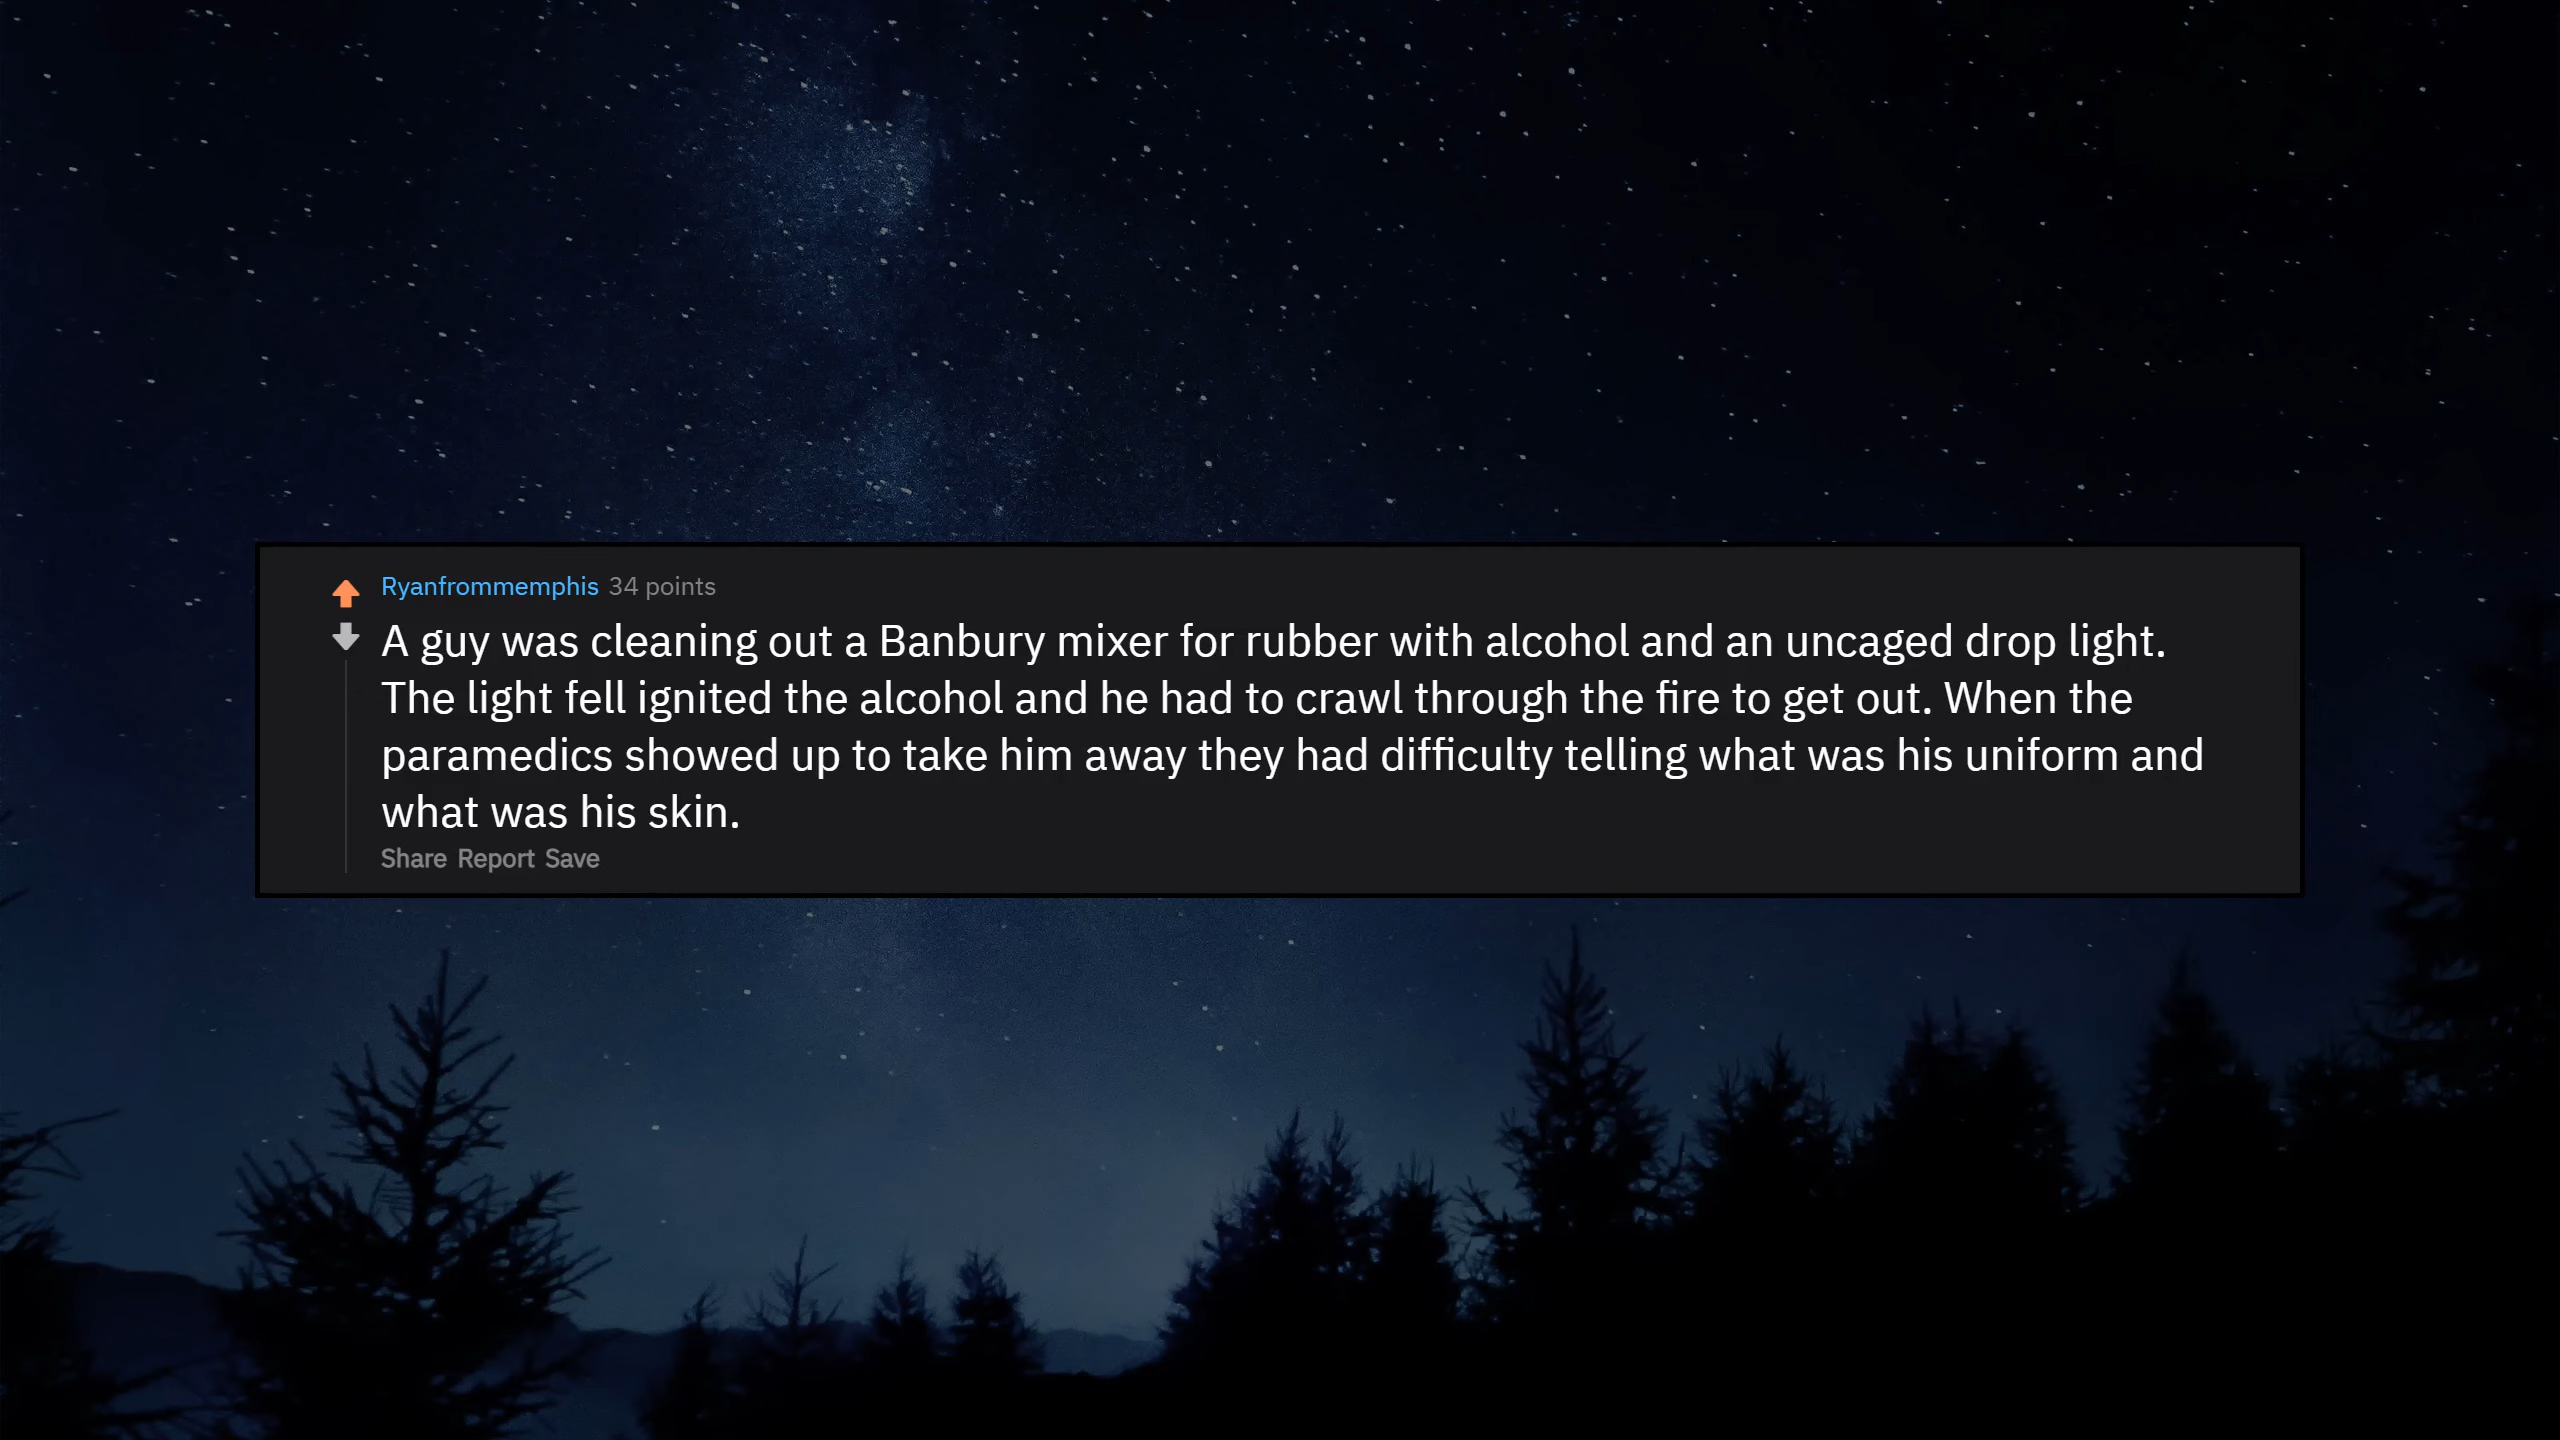 Ryanfrommemphis 34 points
A guy was cleaning out a Banbury mixer for rubber with alcohol and an uncaged drop light.
The light fell ignited the alcohol and he had to crawl through the fire to get out. When the
paramedics showed up to take him away they had difficulty telling what was his uniform and
what was his skin.
Share Report Save